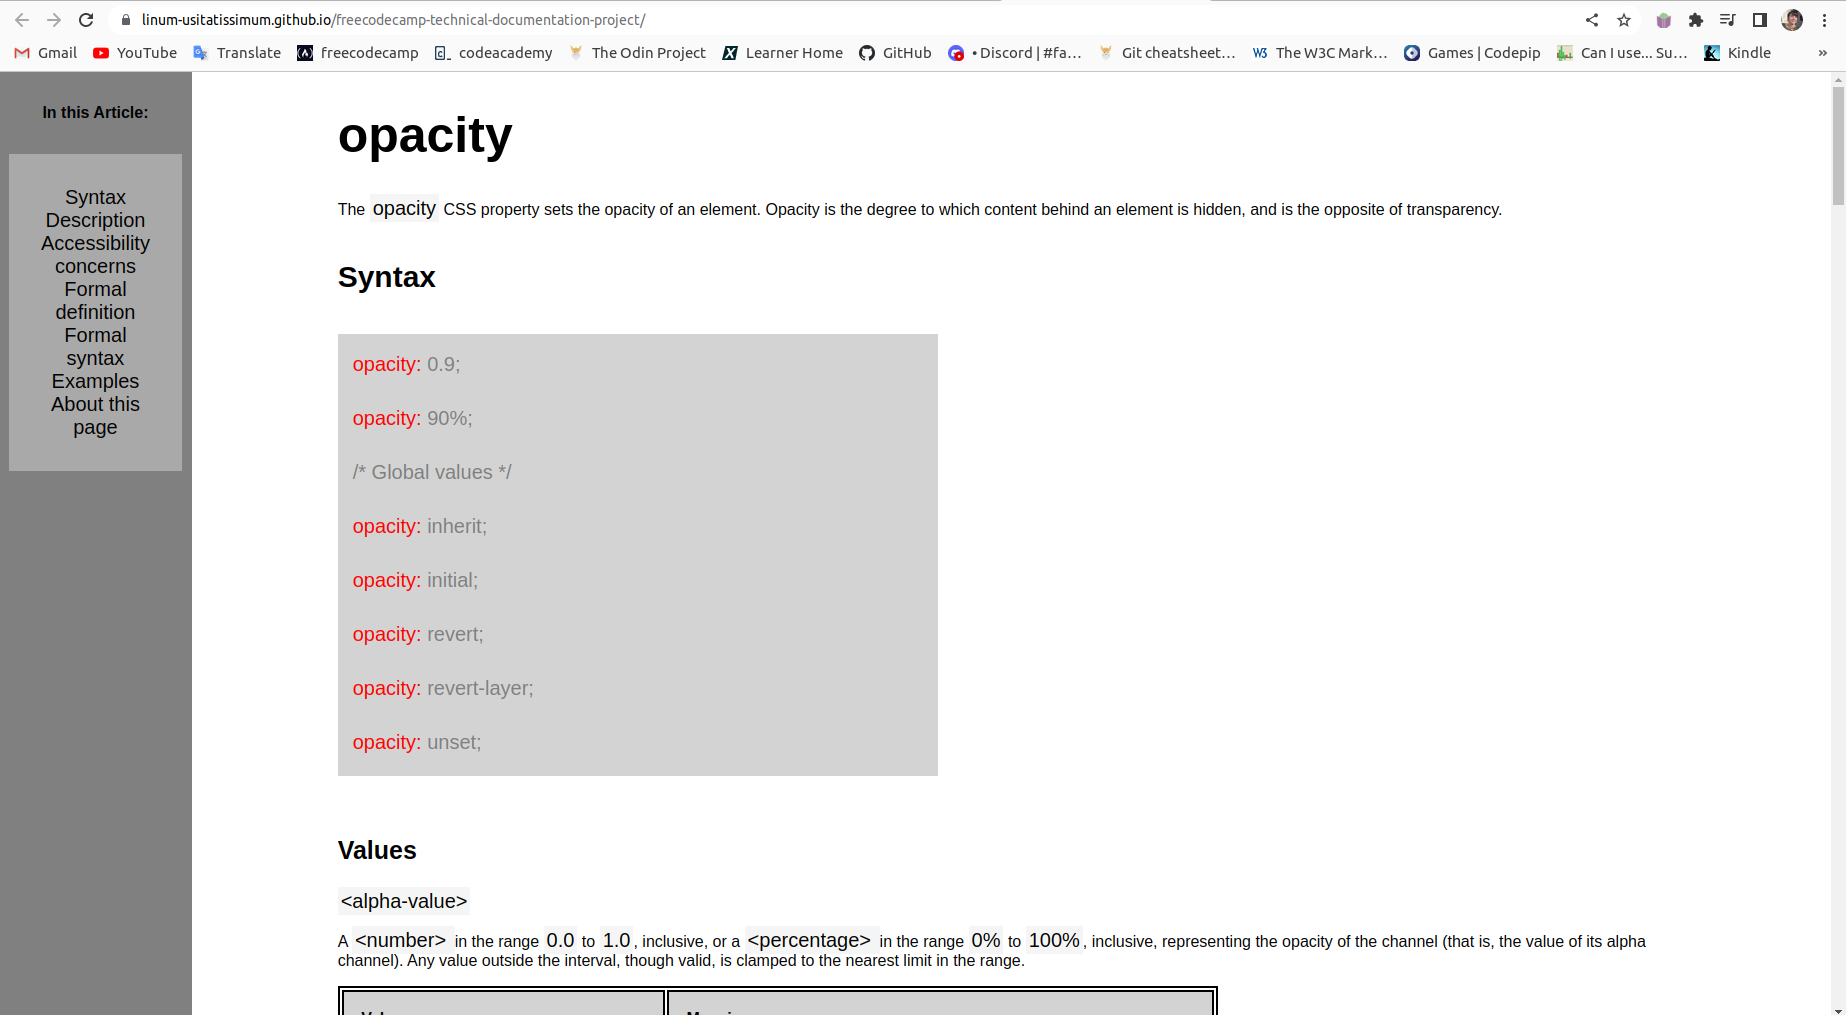 linum-usitatissimum.github.io/freecodecamp-technical-documentation-project/
Gmail YouTube Translate freecodecamp codeacademy The Odin Project Learner Home GitHub • Discord | #fa… Git cheatsheet… The W3C Mark… Games | Codepip Can I use... Su… Kindle »
In this Article:
Syntax
Description
Accessibility
concerns
Formal
definition
Formal
syntax
Examples
About this
page
opacity
The opacity CSS property sets the opacity of an element. Opacity is the degree to which content behind an element is hidden, and is the opposite of transparency.
Syntax
opacity: 0.9;
opacity: 90%;
/* Global values */
opacity: inherit;
opacity: initial;
opacity: revert;
opacity: revert-layer;
opacity: unset;
Values
<alpha-value>
A <number> in the range 0.0 to 1.0, inclusive, or a <percentage> in the range 0% to 100%, inclusive, representing the opacity of the channel (that is, the value of its alpha
channel). Any value outside the interval, though valid, is clamped to the nearest limit in the range.